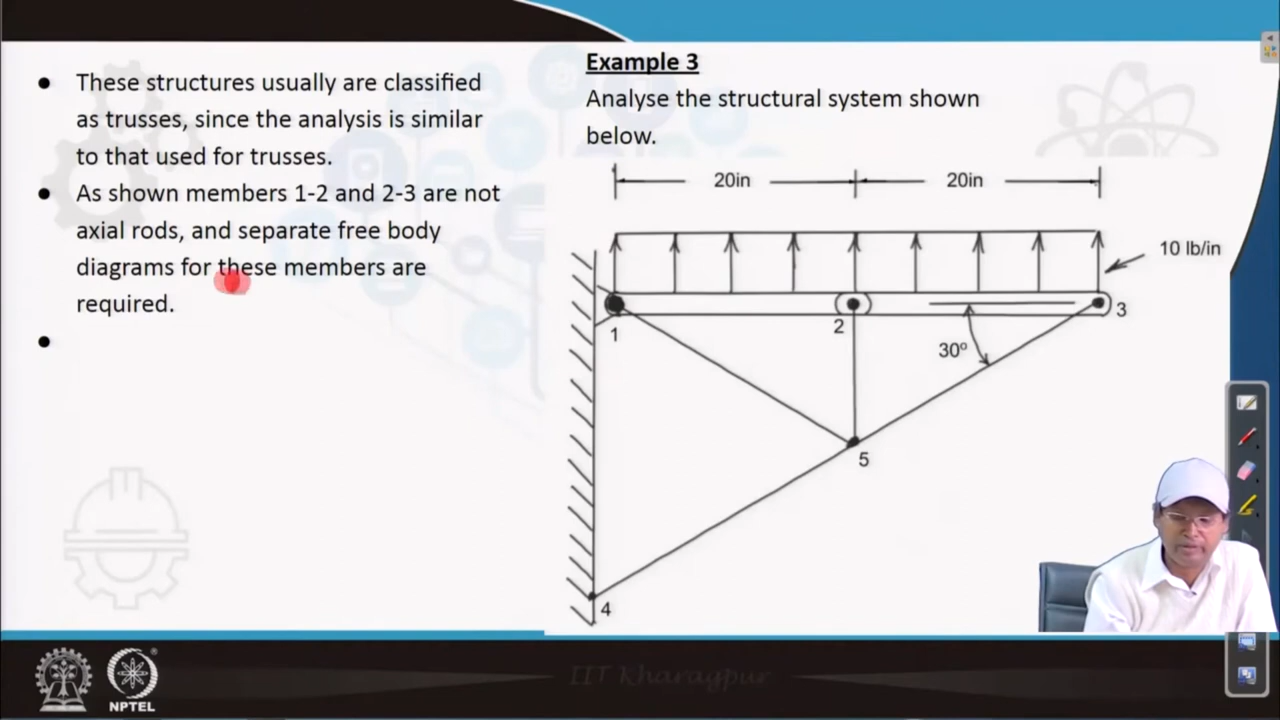 These structures usually are classified
as trusses, since the analysis is similar
to that used for trusses.
As shown members 1-2 and 2-3 are not
axial rods, and separate free body
diagrams for these members are
required.
Example 3
Analyse the structural system shown
below.
20in 20in
10 lb/in
1 2 3
30º
5
4
IIT Kharagpur
NPTEL